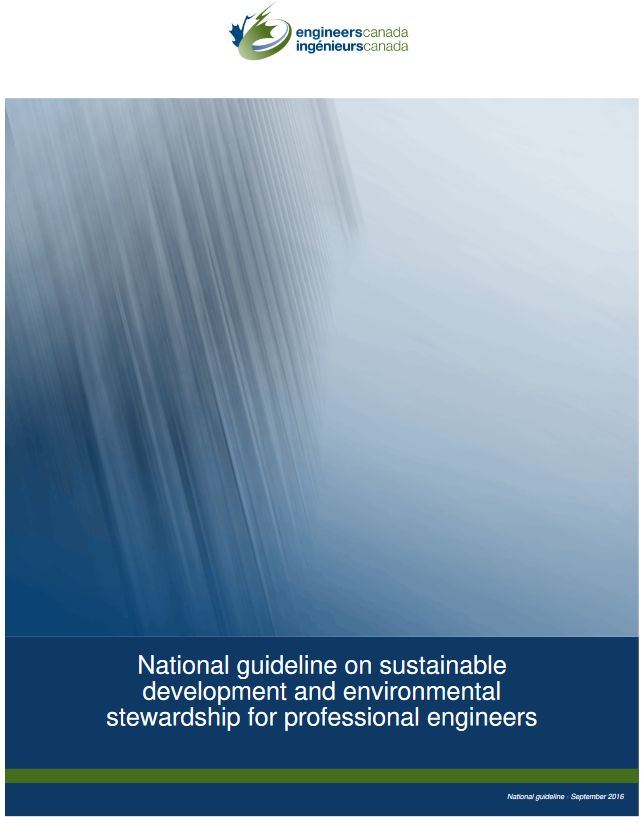 engineerscanada
ingénieurscanada
National guideline on sustainable
development and environmental
stewardship for professional engineers
National guideline - September 2016